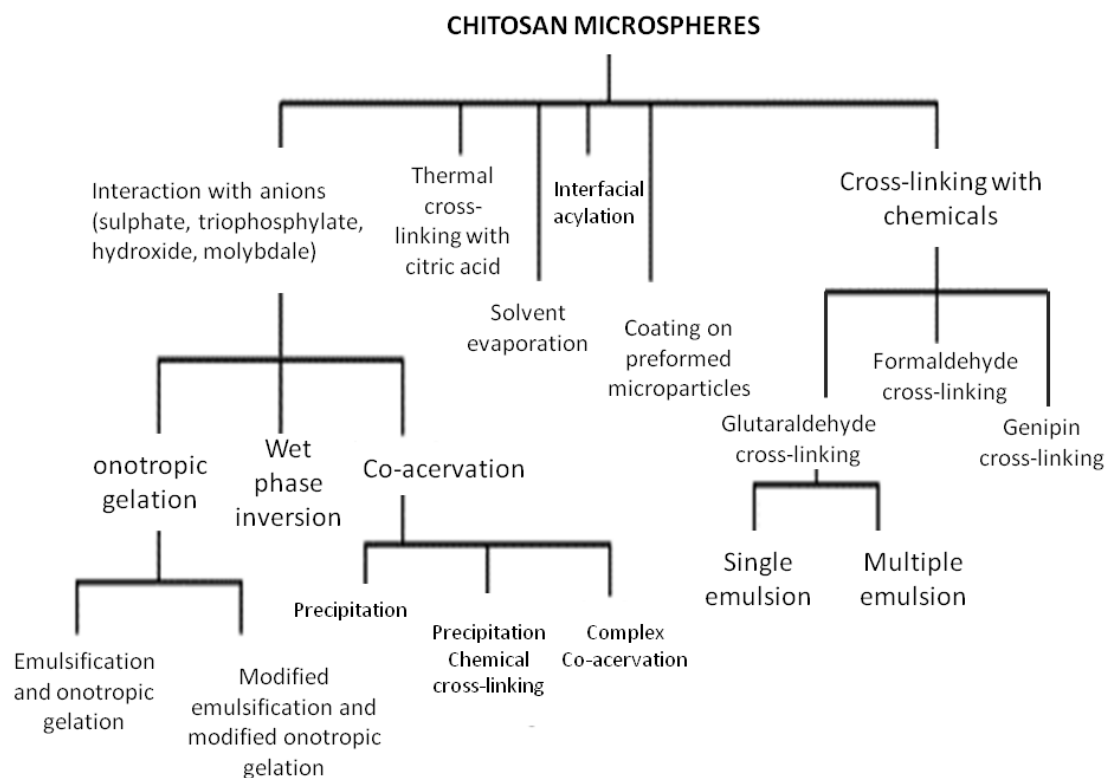 CHITOSAN MICROSPHERES
Interaction with anions
(sulphate, triophosphylate,
hydroxide, molybdale)
Thermal
cross-
linking with
citric acid
Solvent
evaporation
Interfacial
acylation
Coating on
preformed
microparticles
Cross-linking with
chemicals
onotropic
gelation
Wet
phase
inversion
Co-acervation
Glutaraldehyde
cross-linking
Formaldehyde
cross-linking
Genipin
cross-linking
Emulsification
and onotropic
gelation
Modified
emulsification and
modified onotropic
gelation
Precipitation
Precipitation
Chemical
cross-linking
Complex
Co-acervation
Single
emulsion
Multiple
emulsion